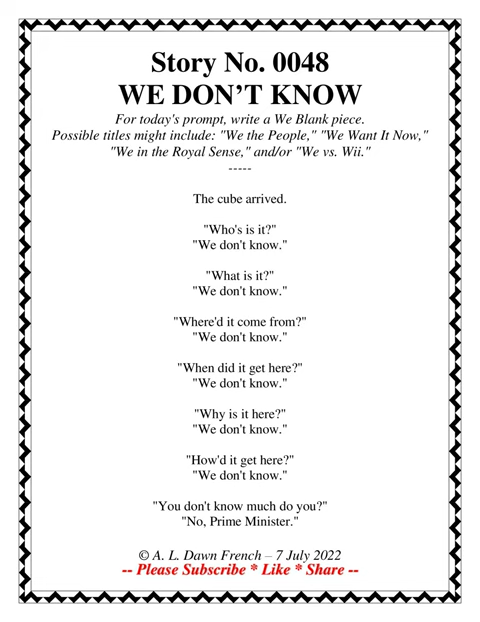 Story No. 0048
WE DON'T KNOW
For today's prompt, write a We Blank piece.
Possible titles might include: "We the People," "We Want It Now,"
"We in the Royal Sense," and/or "We vs. Wii."
-----
The cube arrived.
"Who's is it?"
"We don't know."
"What is it?"
"We don't know."
"Where'd it come from?"
"We don't know."
"When did it get here?"
"We don't know."
"Why is it here?"
"We don't know."
"How'd it get here?"
"We don't know."
"You don't know much do you?"
"No, Prime Minister."
© A. L. Dawn French – 7 July 2022
-- Please Subscribe * Like * Share --